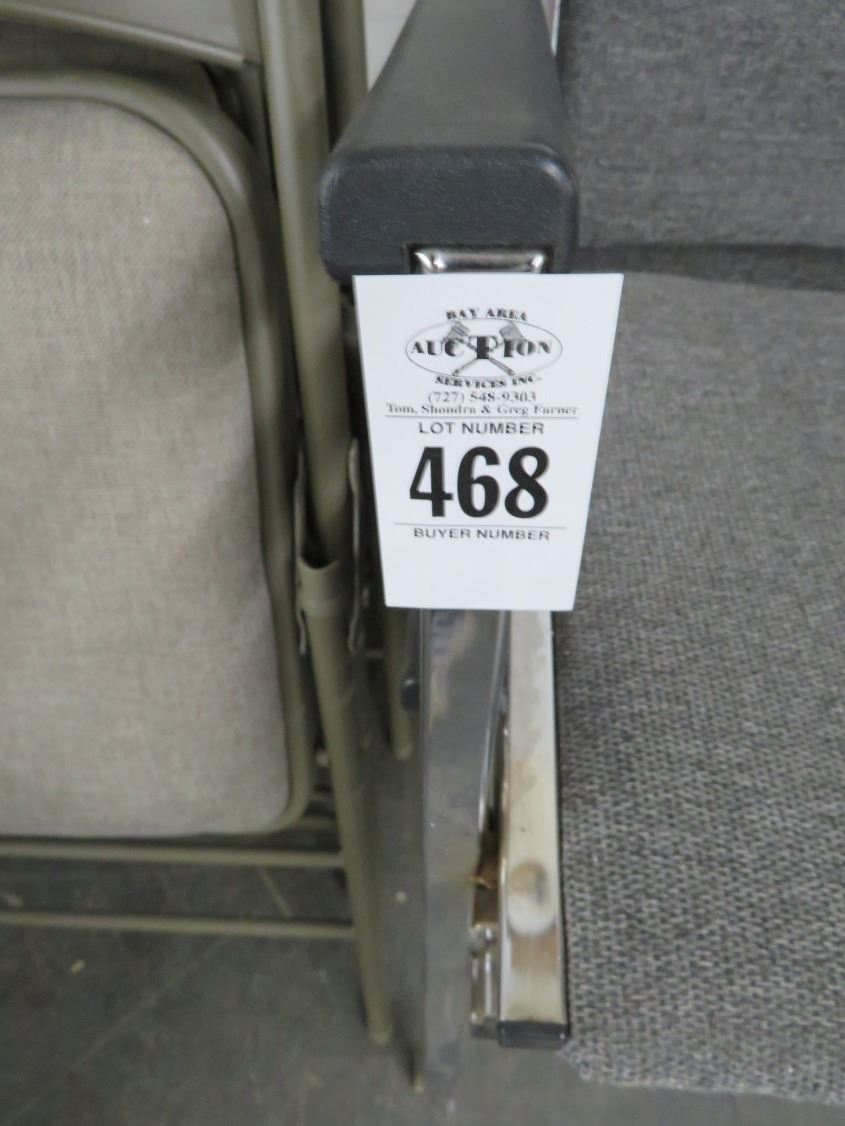 BAY AREA
AUCTION
SERVICES INC.
(727) 548-9303
Tom, Shondra & Greg Farner
LOT NUMBER
468
BUYER NUMBER